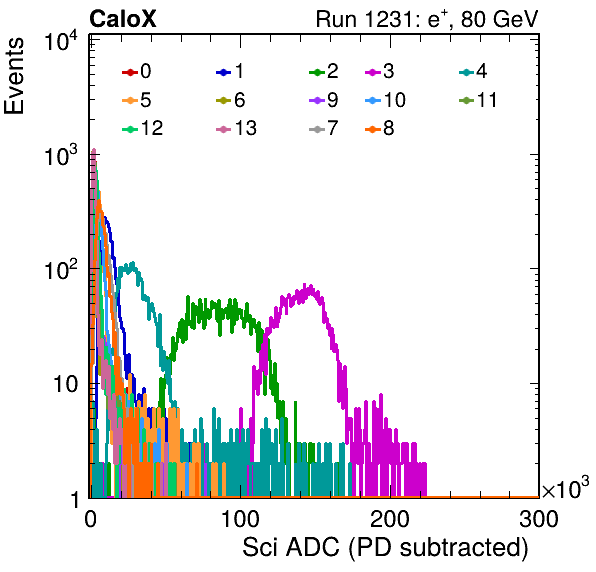 CaloX Run 1231: e⁺, 80 GeV
Events
10⁴
0 1 2 3 4
5 6 9 10 11
12 13 7 8
10³
10²
10
1
0 100 200 300
×10³
Sci ADC (PD subtracted)